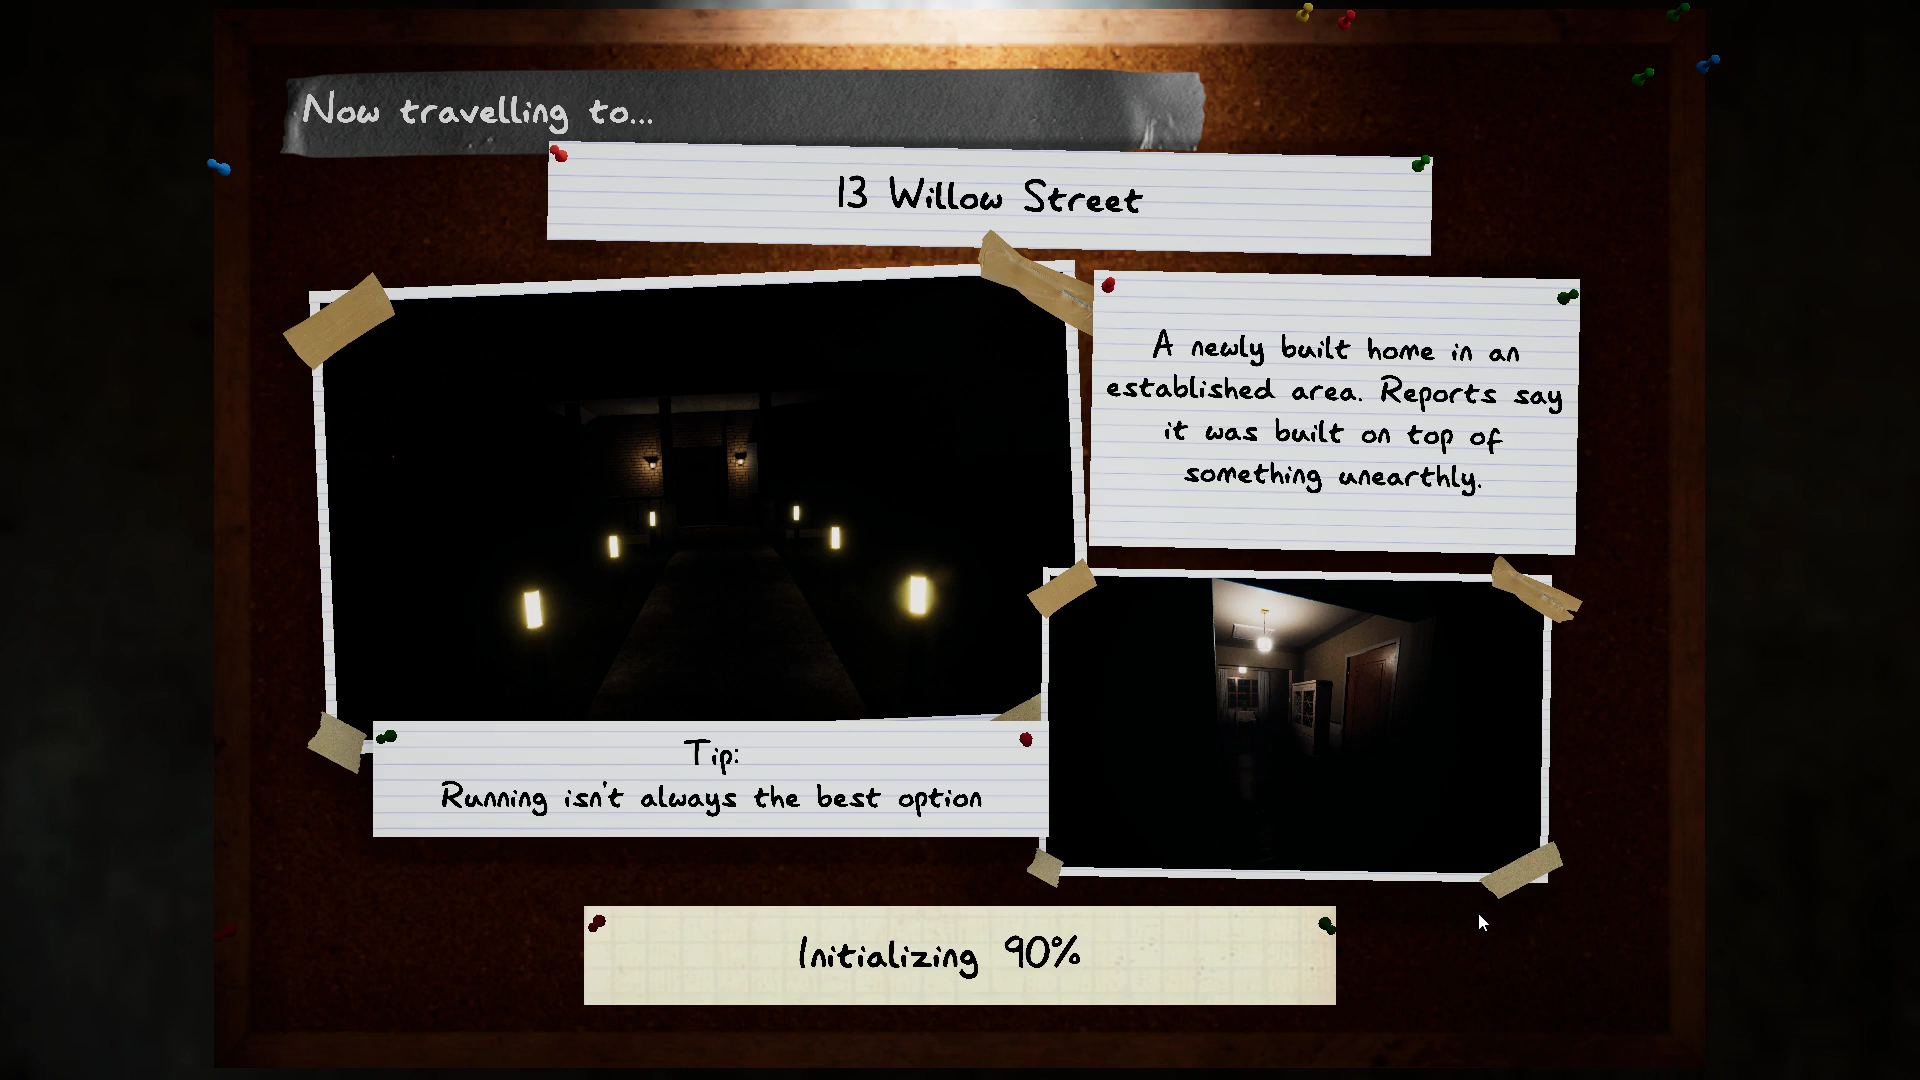 Now travelling to...
13 Willow Street
A newly built home in an
established area. Reports say
it was built on top of
something unearthly.
Tip:
Running isn't always the best option
Initializing 90%